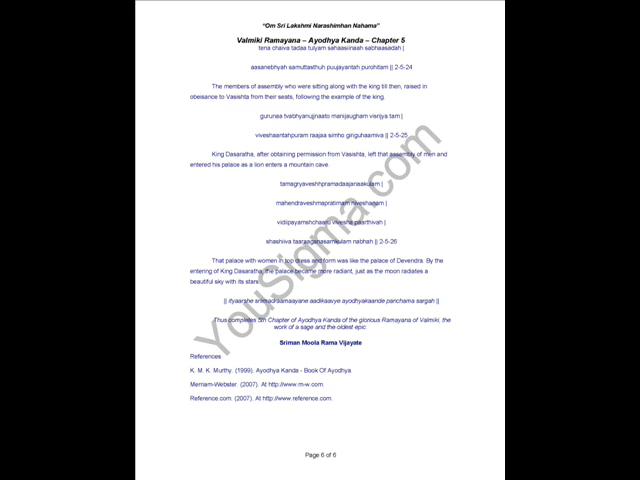 “Om Sri Lakshmi Narashimhan Nahama”
Valmiki Ramayana – Ayodhya Kanda – Chapter 5
tena chaiva tadaa tulyam sahaasiinaah sabhaasadah |
aasanebhyah samuttasthuh puujayantah purohitam || 2-5-24
The members of assembly who were sitting along with the king till then, raised in
obeisance to Vasishta from their seats, following the example of the king.
gurunaa tvabhyanujjnaato manijaugham visrijya tam |
viveshaantahpuram raajaa simho giriguhaamiva || 2-5-25
King Dasaratha, after obtaining permission from Vasishta, left that assembly of men and
entered his palace as a lion enters a mountain cave.
tamagryaveshhpramadaajanaakulam |
mahendraveshmapratimam niveshanam |
vidiipayamshchaaru vivesha paarthivah |
shashiiva taaraaganasamkulam nabhah || 2-5-26
That palace with women in top dress and form was like the palace of Devendra. By the
entering of King Dasaratha, the palace became more radiant, just as the moon radiates a
beautiful sky with its stars.
|| ityaarshe srimadraamaayane aadikaavye ayodhyakaande panchama sargah ||
Thus completes 5th Chapter of Ayodhya Kanda of the glorious Ramayana of Valmiki, the
work of a sage and the oldest epic.
Sriman Moola Rama Vijayate
References
K. M. K. Murthy. (1999). Ayodhya Kanda - Book Of Ayodhya.
Merriam-Webster. (2007). At http://www.m-w.com.
Reference.com. (2007). At http://www.reference.com.
YouSigma.com
Page 6 of 6